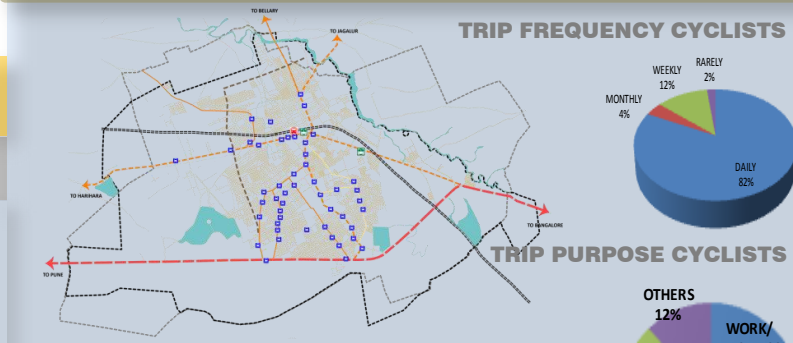 TO BELLARY
TO JAGALUR
TRIP FREQUENCY CYCLISTS
RARELY
2%
WEEKLY
12%
MONTHLY
4%
DAILY
82%
TO HARIHARA
TO BANGALORE
TO PUNE
TRIP PURPOSE CYCLISTS
OTHERS
12%
WORK/